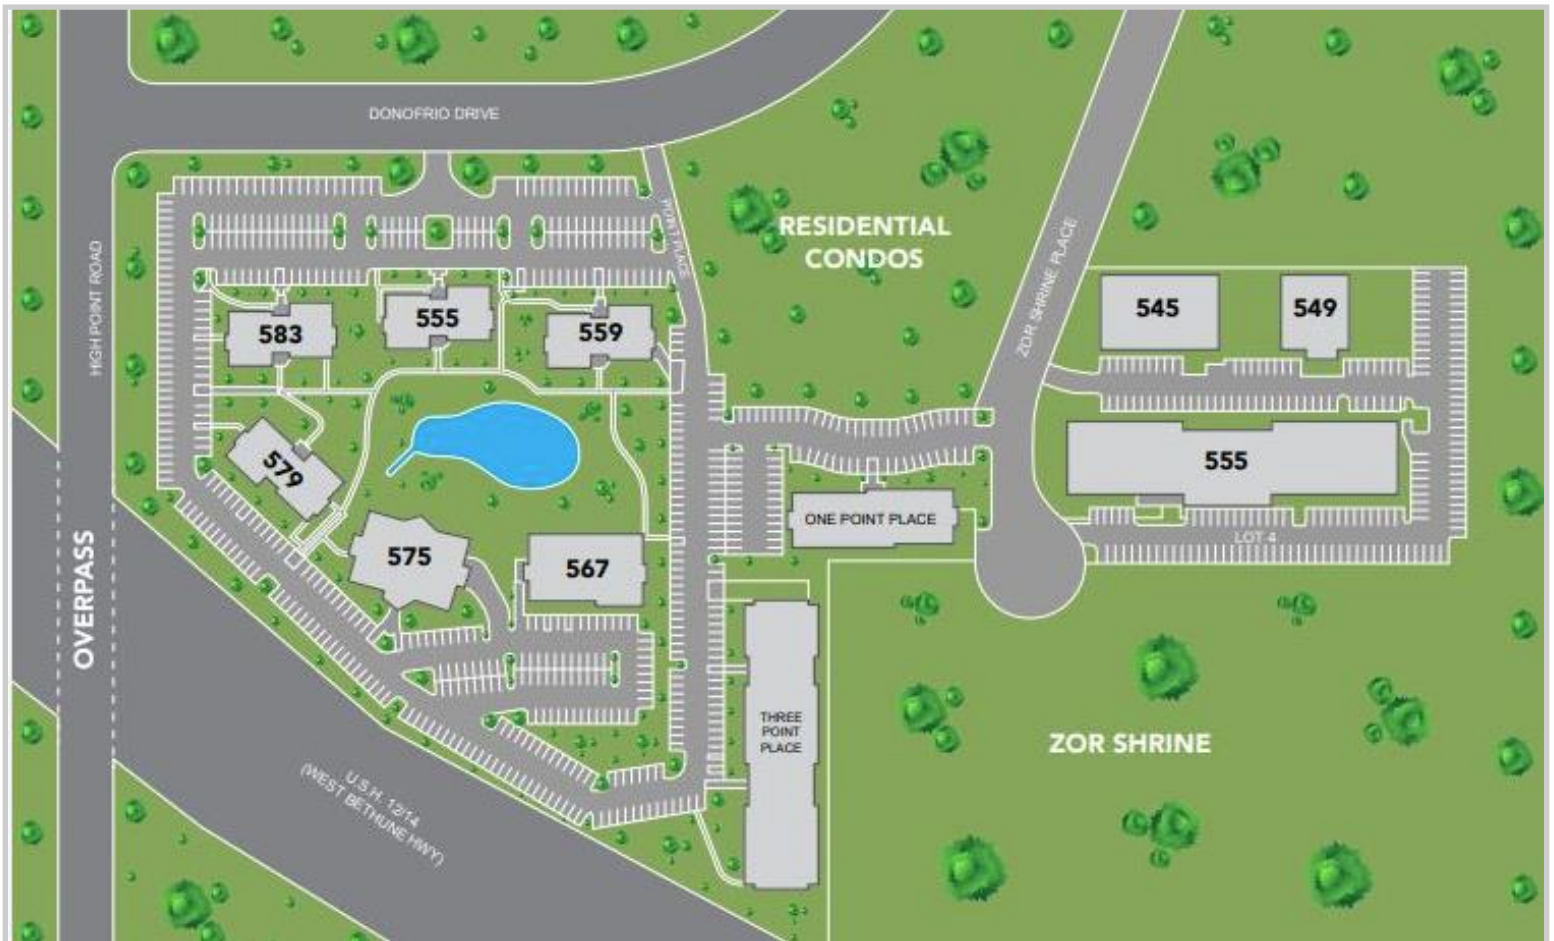 DONOFRIO DRIVE
HIGH POINT ROAD
POINT PLACE
RESIDENTIAL
CONDOS
ZOR SHRINE PLACE
583
555
559
545
549
579
555
575
567
ONE POINT PLACE
LOT 4
OVERPASS
THREE
POINT
PLACE
ZOR SHRINE
U.S.H. 12/14
(WEST BETHUNE HWY)